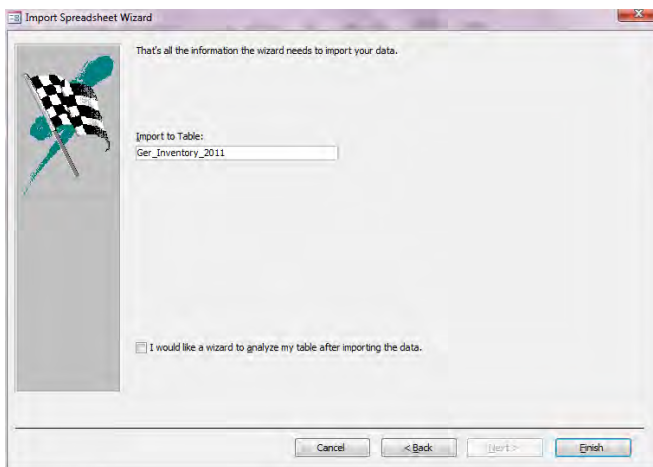 Import Spreadsheet Wizard
That's all the information the wizard needs to import your data.
Import to Table:
Ger_Inventory_2011
I would like a wizard to analyze my table after importing the data.
Cancel
< Back
Next >
Finish